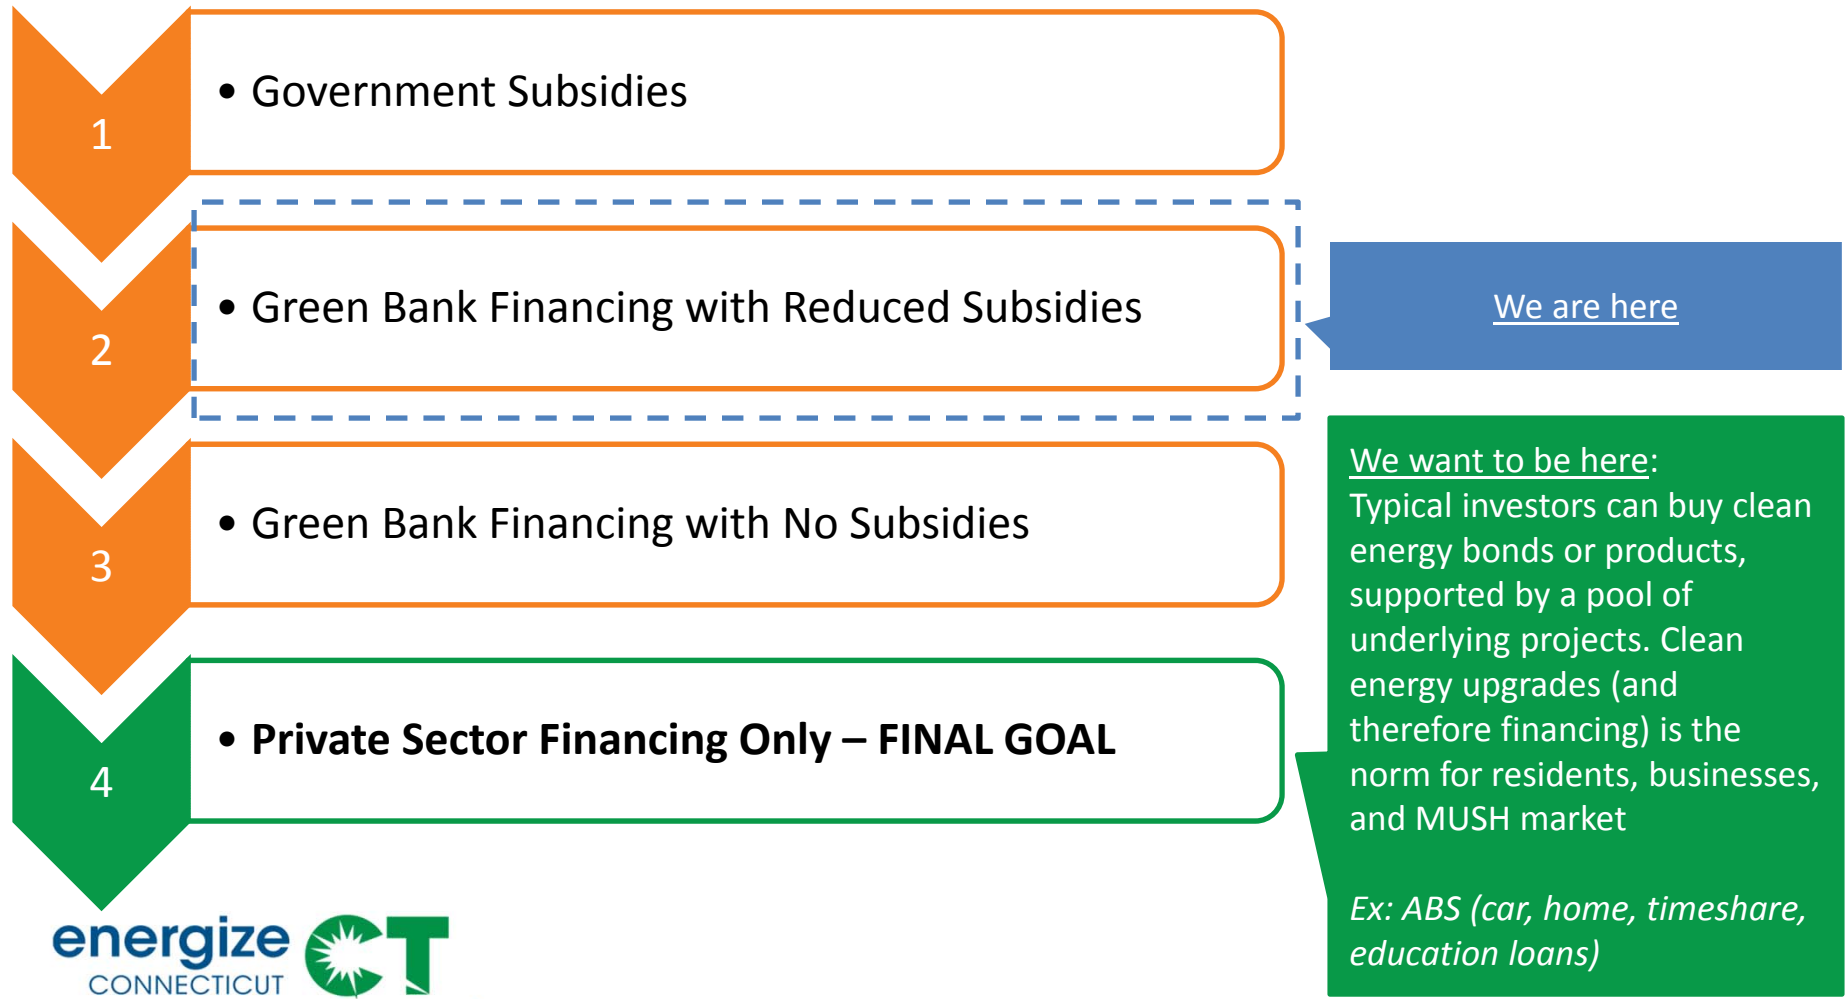 1
• Government Subsidies
2
• Green Bank Financing with Reduced Subsidies
We are here
3
• Green Bank Financing with No Subsidies
4
• Private Sector Financing Only – FINAL GOAL
We want to be here:
Typical investors can buy clean
energy bonds or products,
supported by a pool of
underlying projects. Clean
energy upgrades (and
therefore financing) is the
norm for residents, businesses,
and MUSH market
Ex: ABS (car, home, timeshare,
education loans)
energize
CONNECTICUT
CT